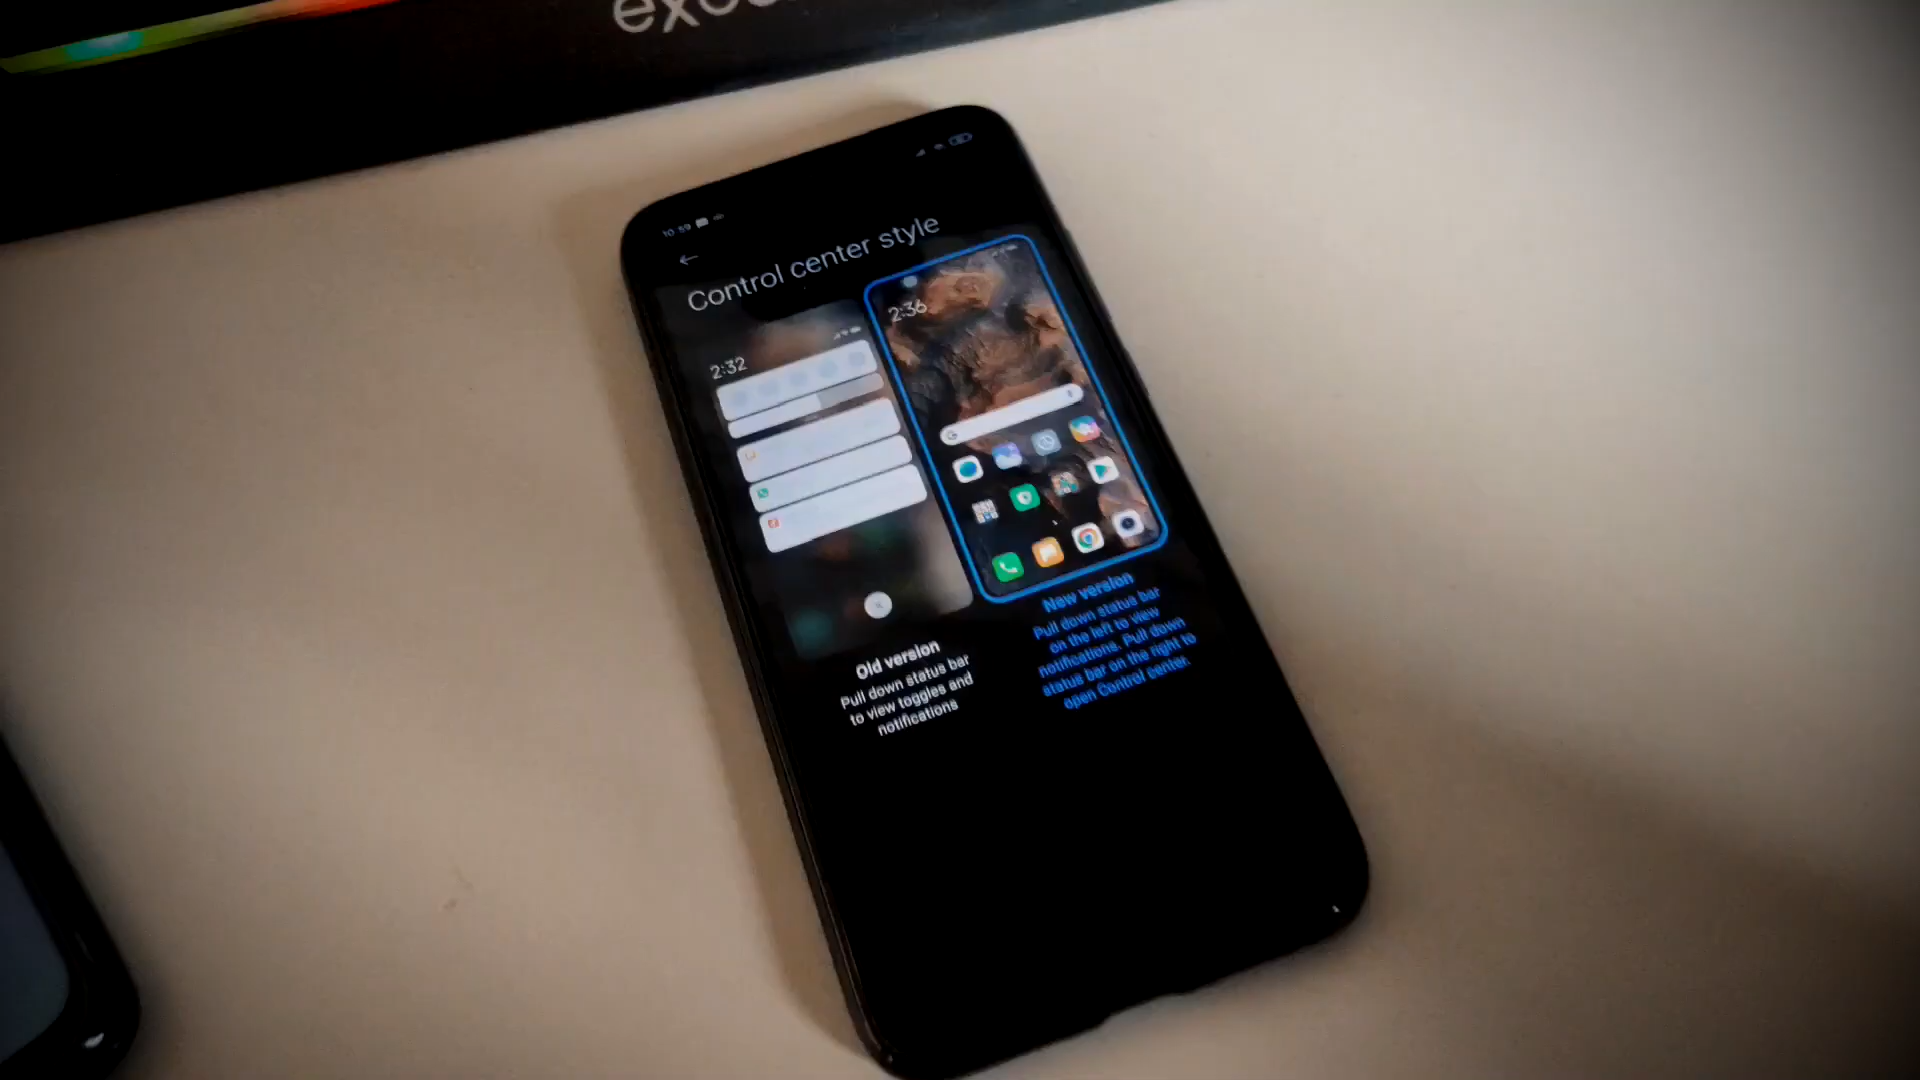 10:59
Control center style
2:32
2:36
Old version
Pull down status bar
to view toggles and
notifications
New version
Pull down status bar
on the left to view
notifications. Pull down
status bar on the right to
open Control center.